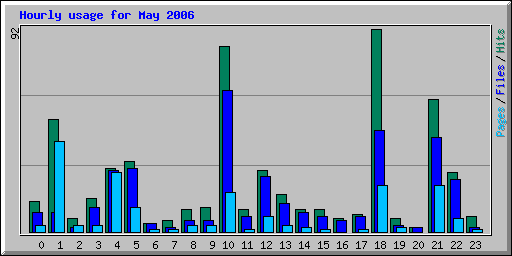 Hourly usage for May 2006
92
Pages / Files / Hits
0 1 2 3 4 5 6 7 8 9 10 11 12 13 14 15 16 17 18 19 20 21 22 23